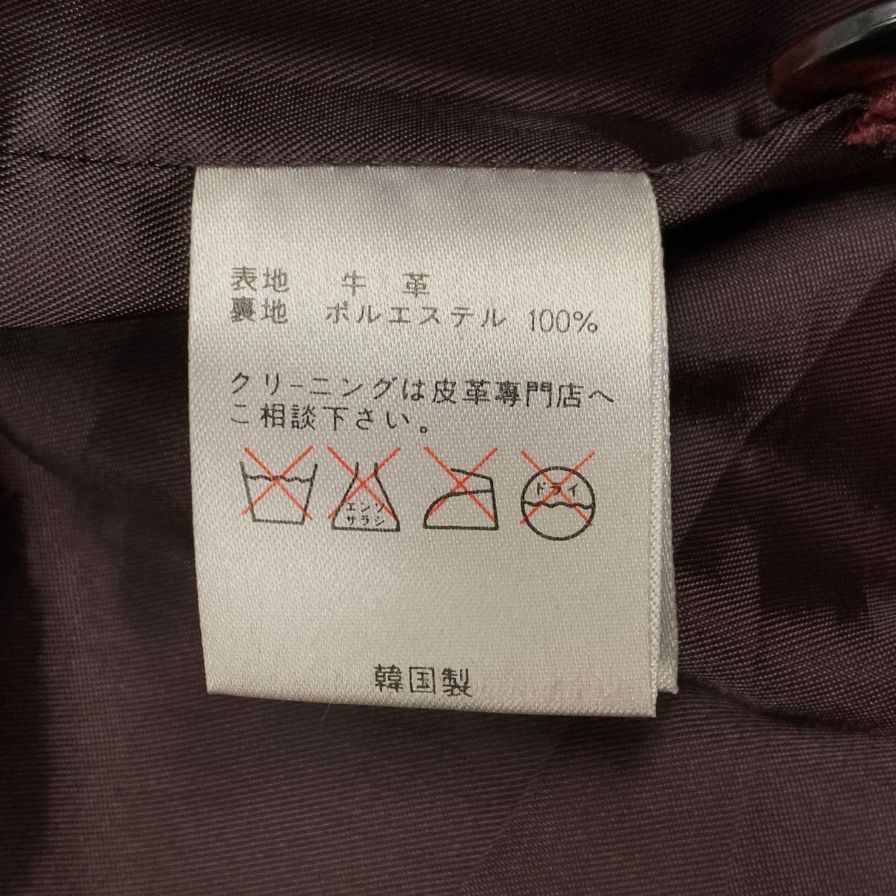 表地 牛革
裏地 ポルエステル 100%
クリーニングは皮革専門店へ
ご相談下さい。
エンソ
サラシ
ドライ
韓国製